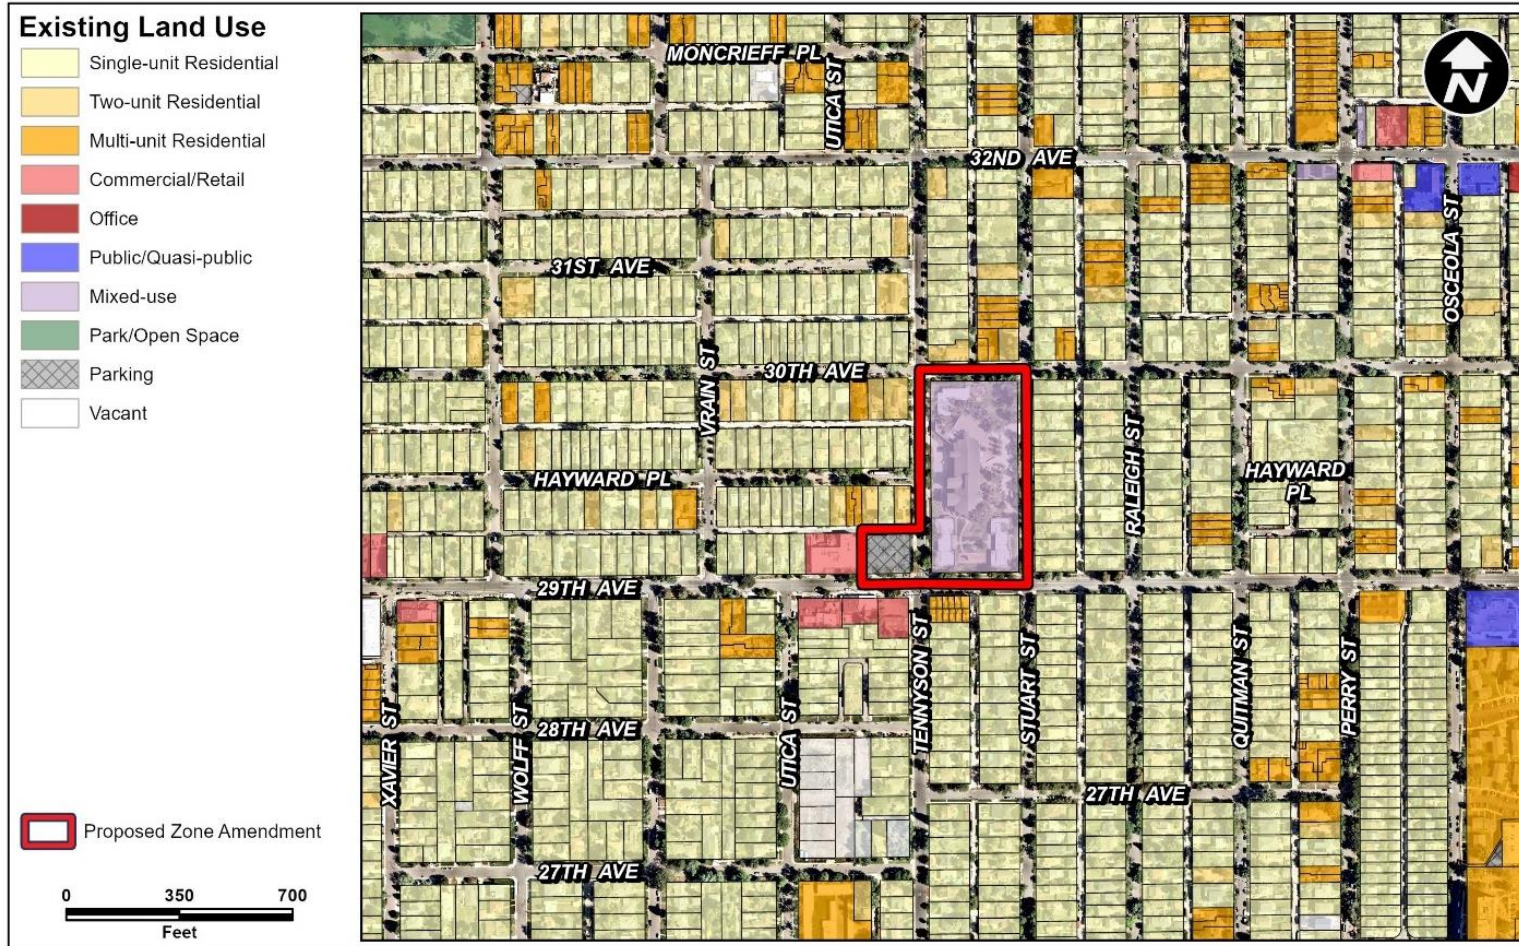 Existing Land Use
Single-unit Residential
Two-unit Residential
Multi-unit Residential
Commercial/Retail
Office
Public/Quasi-public
Mixed-use
Park/Open Space
Parking
Vacant
Proposed Zone Amendment
0 350 700
Feet
N
MONCRIEFF PL
UTICA ST
32ND AVE
OSCEOLA ST
31ST AVE
VRAIN ST
30TH AVE
RALEIGH ST
HAYWARD PL
HAYWARD
PL
29TH AVE
TENNYSON ST
STUART ST
QUITMAN ST
PERRY ST
XAVIER ST
WOLFF ST
28TH AVE
UTICA ST
27TH AVE
27TH AVE